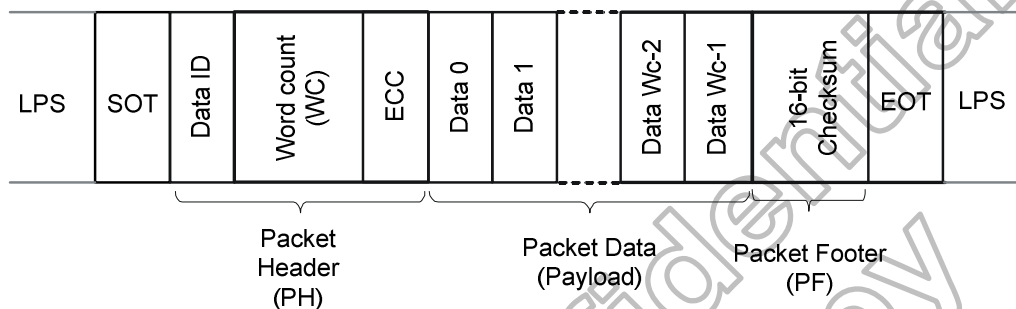 LPS
SOT
Data ID
Word count
(WC)
ECC
Data 0
Data 1
Data Wc-2
Data Wc-1
16-bit
Checksum
EOT
LPS
Packet
Header
(PH)
Packet Data
(Payload)
Packet Footer
(PF)